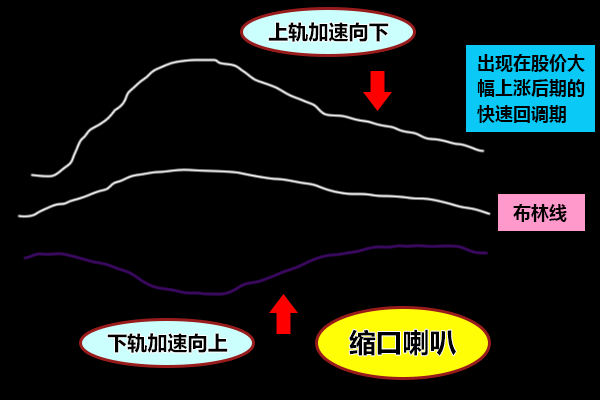 上轨加速向下
出现在股价大
幅上涨后期的
快速回调期
布林线
下轨加速向上
缩口喇叭